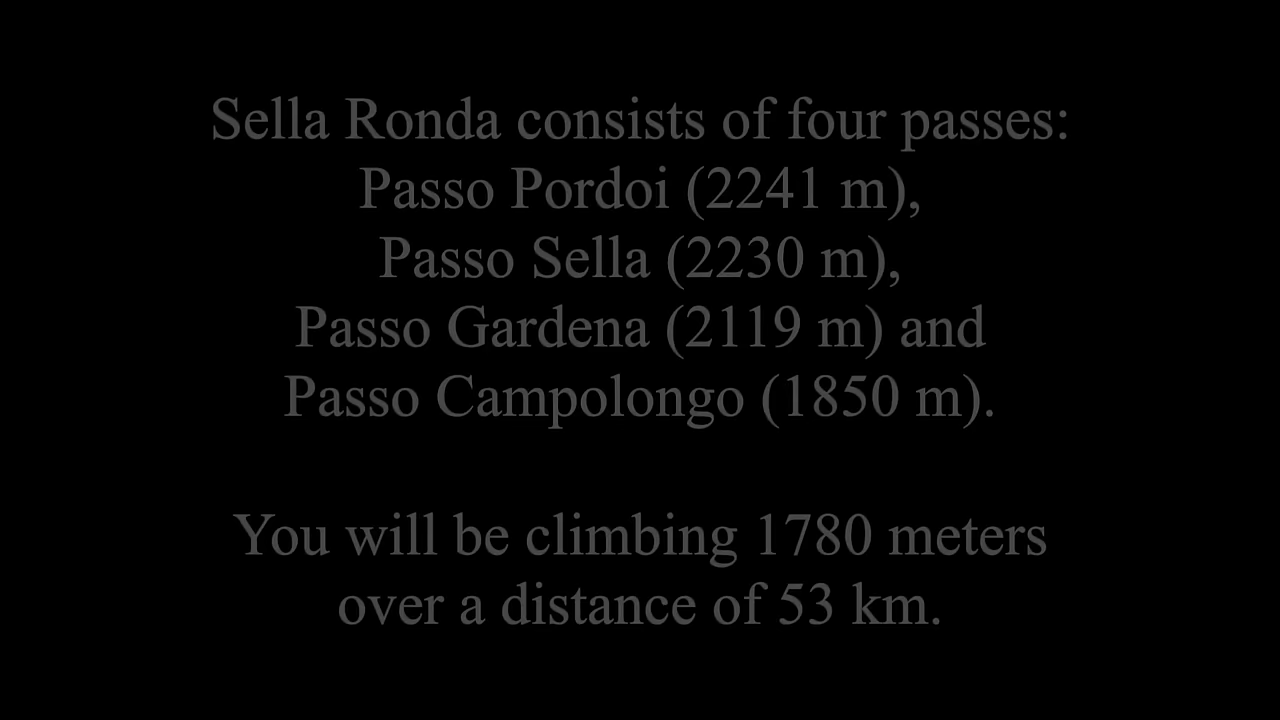 Sella Ronda consists of four passes:
Passo Pordoi (2241 m),
Passo Sella (2230 m),
Passo Gardena (2119 m) and
Passo Campolongo (1850 m).
You will be climbing 1780 meters
over a distance of 53 km.